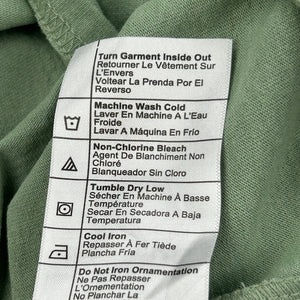 Turn Garment Inside Out
Retourner Le Vêtement Sur
L'Envers
Voltear La Prenda Por El
Reverso
Machine Wash Cold
Laver En Machine A L'Eau
Froide
Lavar A Máquina En Frío
Non-Chlorine Bleach
Agent De Blanchiment Non
Chloré
Blanqueador Sin Cloro
Tumble Dry Low
Sécher En Machine À Basse
Température
Secar En Secadora A Baja
Temperatura
Cool Iron
Repasser À Fer Tiède
Plancha Fría
Do Not Iron Ornamentation
Ne Pas Repasser
L'Ornement
No Planchar La